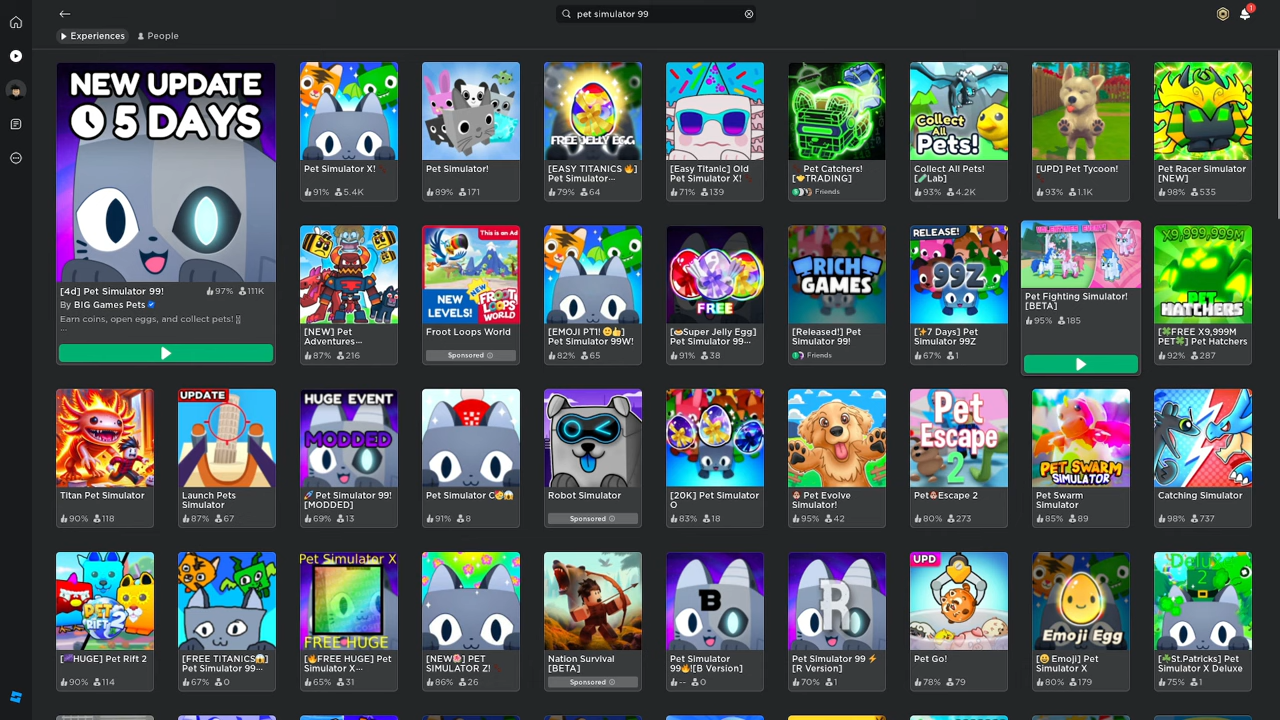 pet simulator 99
1
Experiences
People
NEW UPDATE
5 DAYS
[4d] Pet Simulator 99!
97% 111K
By BIG Games Pets
Earn coins, open eggs, and collect pets!
...
Pet Simulator X!
91% 5.4K
Pet Simulator!
89% 171
FREE JELLY EGG
[EASY TITANICS 🔥]
Pet Simulator...
79% 64
[Easy Titanic] Old
Pet Simulator X!
71% 139
Pet Catchers!
[TRADING]
Friends
Collect
All
Pets!
Collect All Pets!
[Lab]
93% 4.2K
[UPD] Pet Tycoon!
93% 1.1K
Pet Racer Simulator
[NEW]
98% 535
[NEW] Pet
Adventures...
87% 216
This is an Ad
NEW
LEVELS!
NEW
FROOT
LOOPS
WORLD
Froot Loops World
Sponsored
[EMOJI PT1! 🙂👍]
Pet Simulator 99W!
82% 65
FREE
[Super Jelly Egg]
Pet Simulator 99...
91% 38
RICH
GAMES
[Released!] Pet
Simulator 99!
Friends
RELEASE!
99Z
[✨7 Days] Pet
Simulator 99Z
67% 1
Pet Fighting Simulator!
[BETA]
95% 185
X9,999,999M
PET
HATCHERS
[🍀FREE X9,999M
PET🍀] Pet Hatchers
92% 287
Titan Pet Simulator
90% 118
UPDATE
Launch Pets
Simulator
87% 67
HUGE EVENT
MODDED
🚀 Pet Simulator 99!
[MODDED]
69% 13
Pet Simulator C🧐😱
91% 8
Robot Simulator
Sponsored
[20K] Pet Simulator
O
83% 18
Pet Evolve
Simulator!
95% 42
Pet
Escape
2
Pet Escape 2
80% 273
PET SWARM
SIMULATOR
Pet Swarm
Simulator
85% 89
Catching Simulator
98% 737
PET
RIFT 2
[HUGE] Pet Rift 2
90% 114
[FREE TITANICS😱]
Pet Simulator 99...
67% 0
Pet Simulator X
FREE HUGE
[🔥FREE HUGE] Pet
Simulator X...
65% 31
[NEW🌸] PET
SIMULATOR Z!
86% 26
Nation Survival
[BETA]
Sponsored
B
Pet Simulator
99🔥![B Version]
-- 0
R
Pet Simulator 99 ⚡
[R Version]
70% 1
UPD
Pet Go!
78% 79
Emoji Egg
[😀 Emoji] Pet
Simulator X
80% 179
Delu
2
[🍀St.Patricks] Pet
Simulator X Deluxe
75% 1